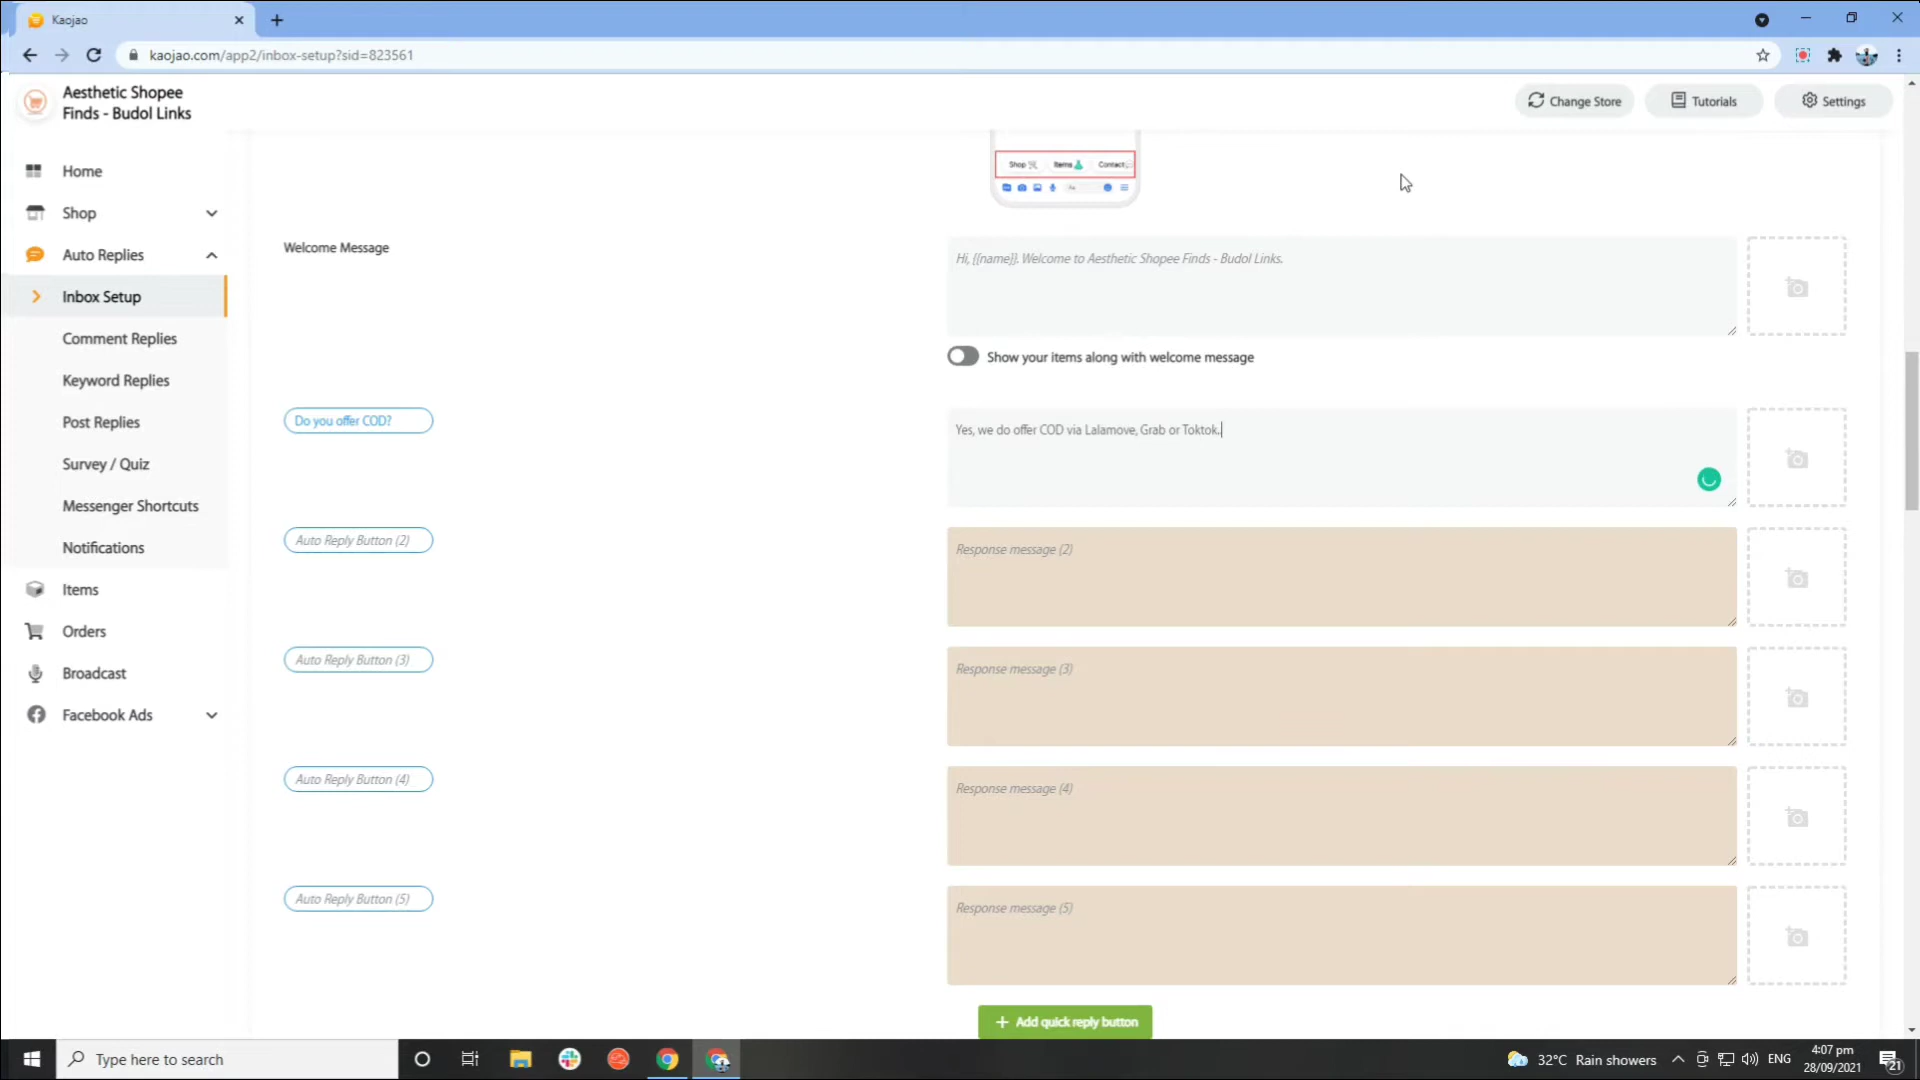 Kaojao
kaojao.com/app2/inbox-setup?sid=823561
Aesthetic Shopee
Finds - Budol Links
Change Store
Tutorials
Settings
Home
Shop
Auto Replies
Inbox Setup
Comment Replies
Keyword Replies
Post Replies
Survey / Quiz
Messenger Shortcuts
Notifications
Items
Orders
Broadcast
Facebook Ads
Shop
Items
Contact
Aa
Welcome Message
Hi, {{name}}. Welcome to Aesthetic Shopee Finds - Budol Links.
Show your items along with welcome message
Do you offer COD?
Yes, we do offer COD via Lalamove, Grab or Toktok.
Auto Reply Button (2)
Response message (2)
Auto Reply Button (3)
Response message (3)
Auto Reply Button (4)
Response message (4)
Auto Reply Button (5)
Response message (5)
+ Add quick reply button
Type here to search
32°C Rain showers
ENG
4:07 pm
28/09/2021
21